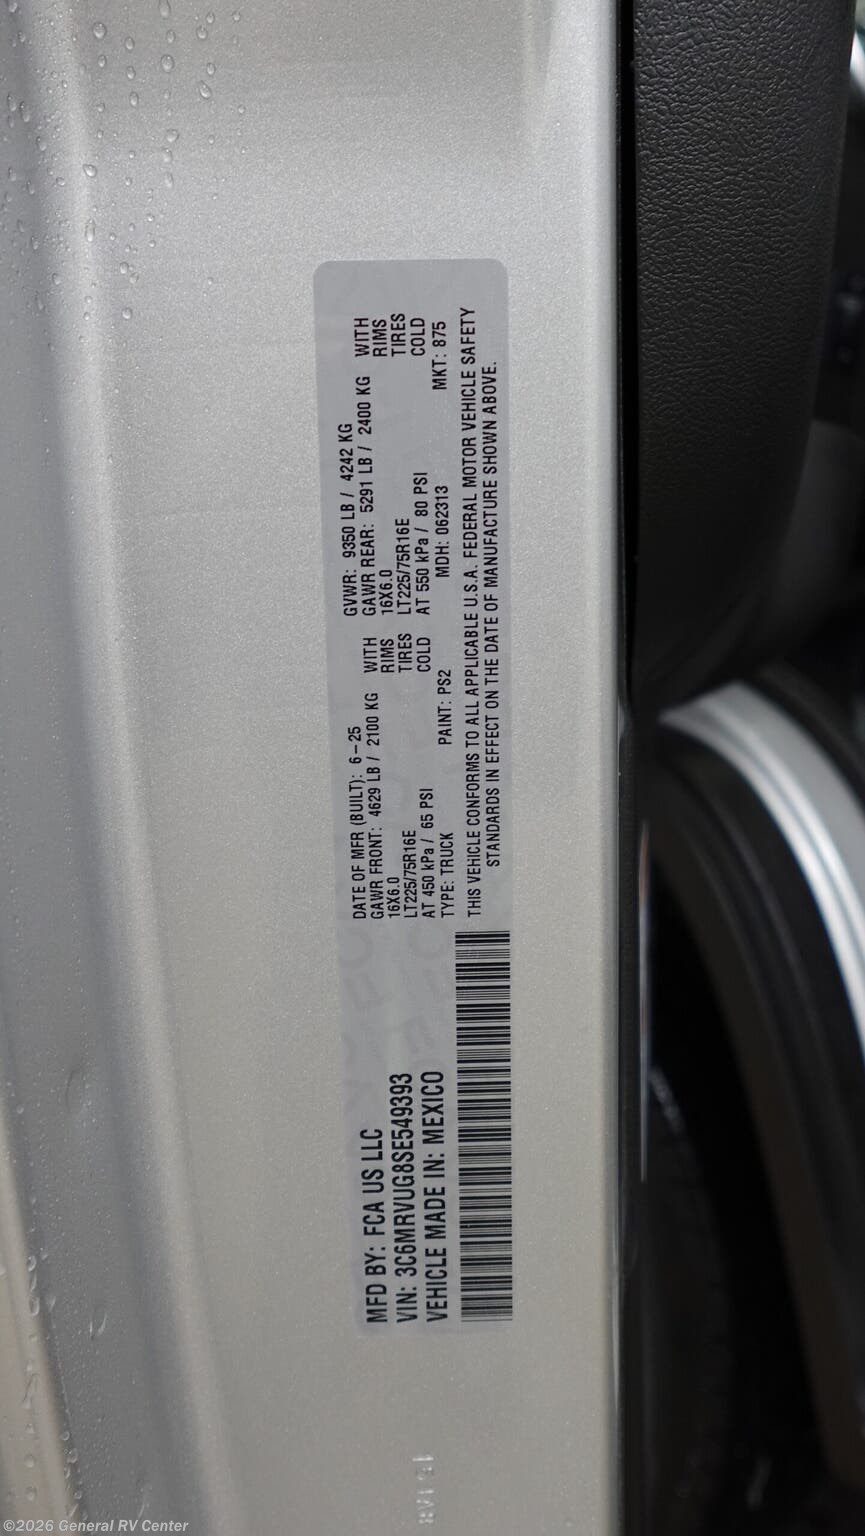 MFD BY: FCA US LLC
VIN: 3C6MRVUG8SE549393
VEHICLE MADE IN: MEXICO
DATE OF MFR (BUILT): 6-25 GVWR: 9350 LB / 4242 KG
GAWR FRONT: 4629 LB / 2100 KG WITH GAWR REAR: 5291 LB / 2400 KG WITH
16X6.0 RIMS 16X6.0 RIMS
LT225/75R16E TIRES LT225/75R16E TIRES
AT 450 kPa / 65 PSI COLD AT 550 kPa / 80 PSI COLD
TYPE: TRUCK PAINT: PS2 MDH: 062313 MKT: 875
THIS VEHICLE CONFORMS TO ALL APPLICABLE U.S.A. FEDERAL MOTOR VEHICLE SAFETY
STANDARDS IN EFFECT ON THE DATE OF MANUFACTURE SHOWN ABOVE.
©2026 General RV Center